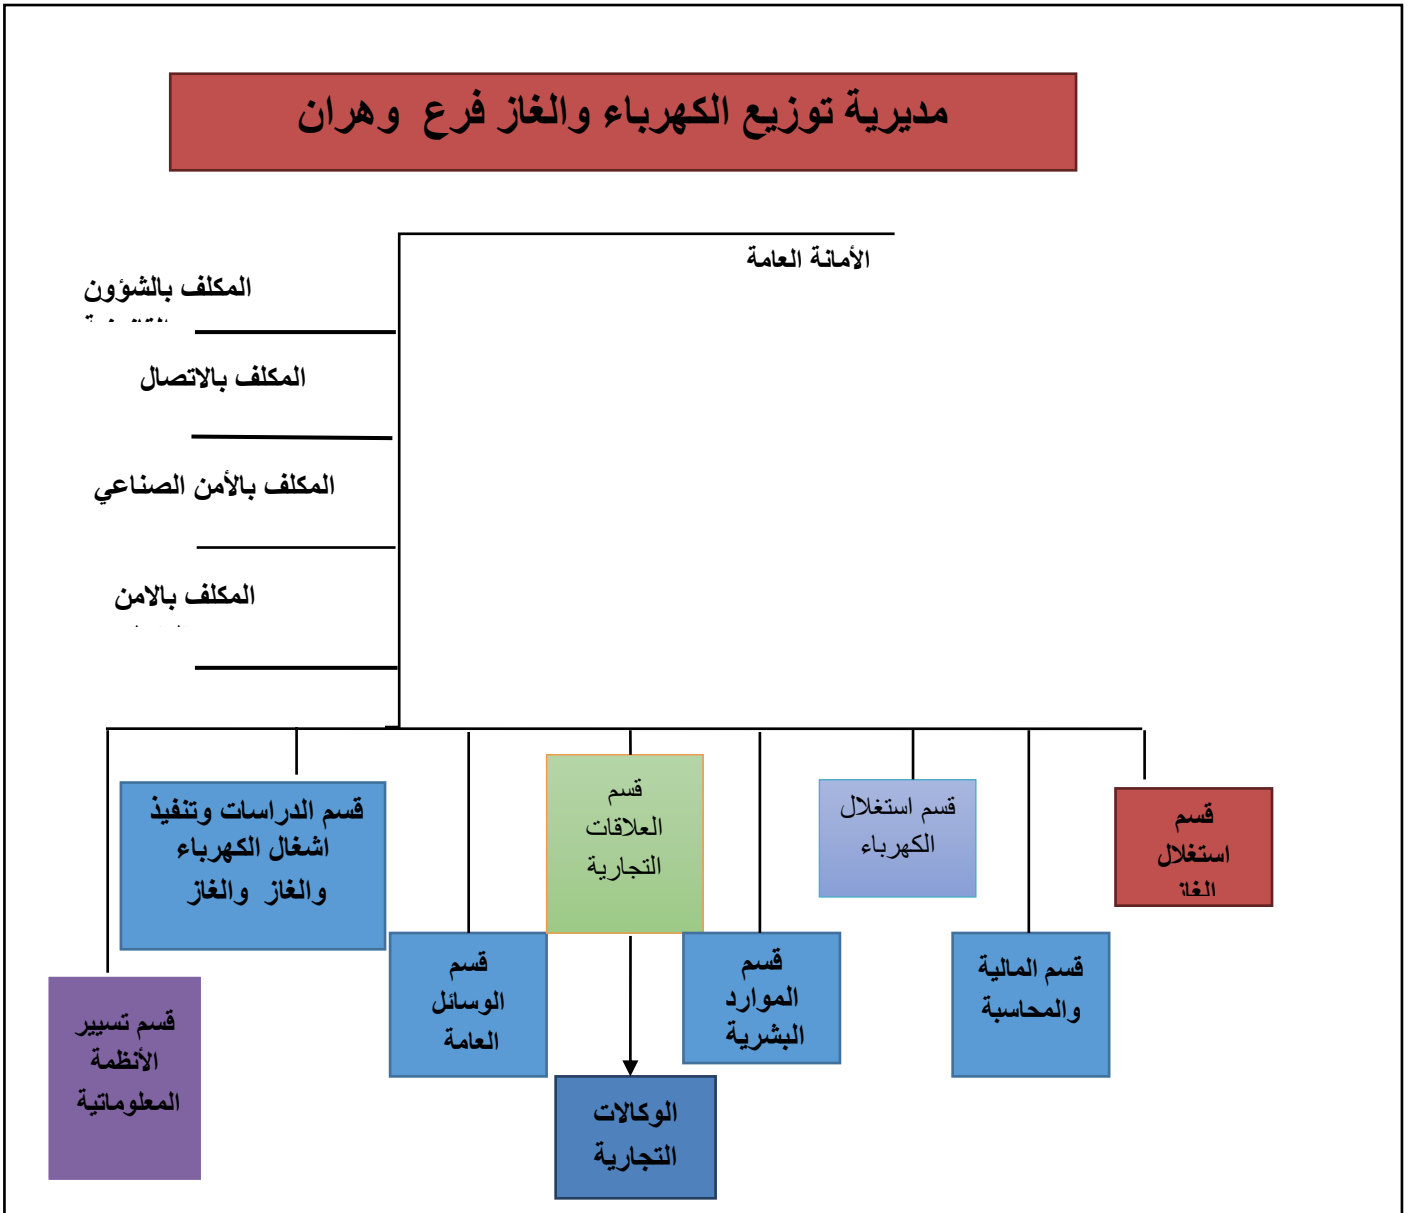 مديرية توزيع الكهرباء والغاز فرع وهران
الأمانة العامة
المكلف بالشؤون
المكلف بالاتصال
المكلف بالأمن الصناعي
المكلف بالامن
قسم
استغلال
الغاز
قسم استغلال
الكهرباء
قسم
العلاقات
التجارية
قسم الدراسات وتنفيذ
اشغال الكهرباء
والغاز والغاز
قسم المالية
والمحاسبة
قسم
الموارد
البشرية
قسم
الوسائل
العامة
قسم تسيير
الأنظمة
المعلوماتية
الوكالات
التجارية